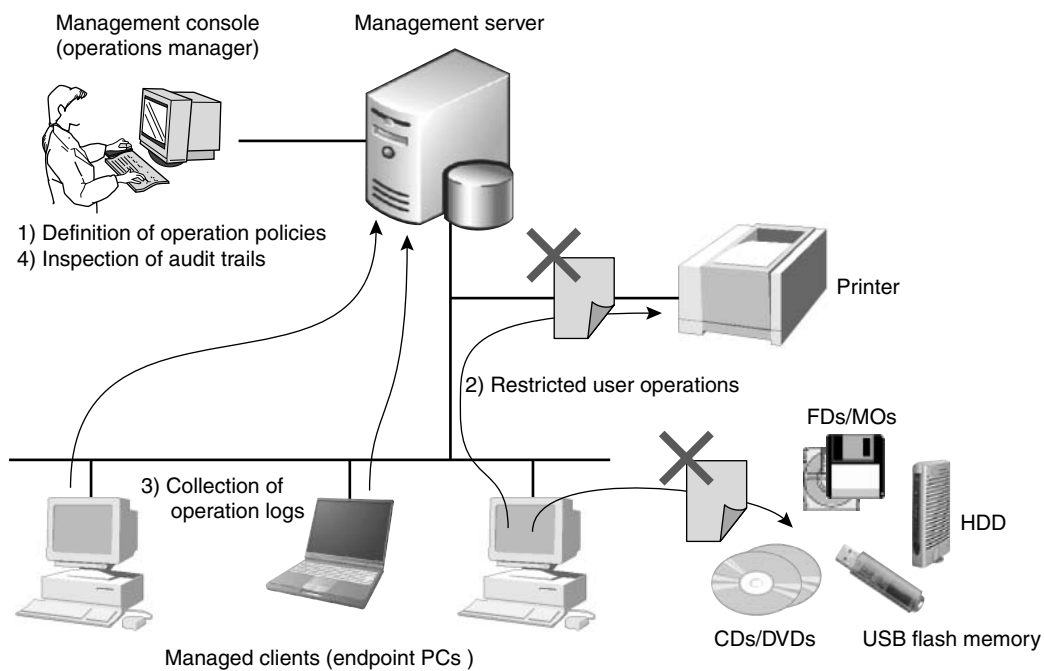 Management console
(operations manager)
Management server
1) Definition of operation policies
4) Inspection of audit trails
Printer
2) Restricted user operations
FDs/MOs
3) Collection of
operation logs
HDD
CDs/DVDs
USB flash memory
Managed clients (endpoint PCs )